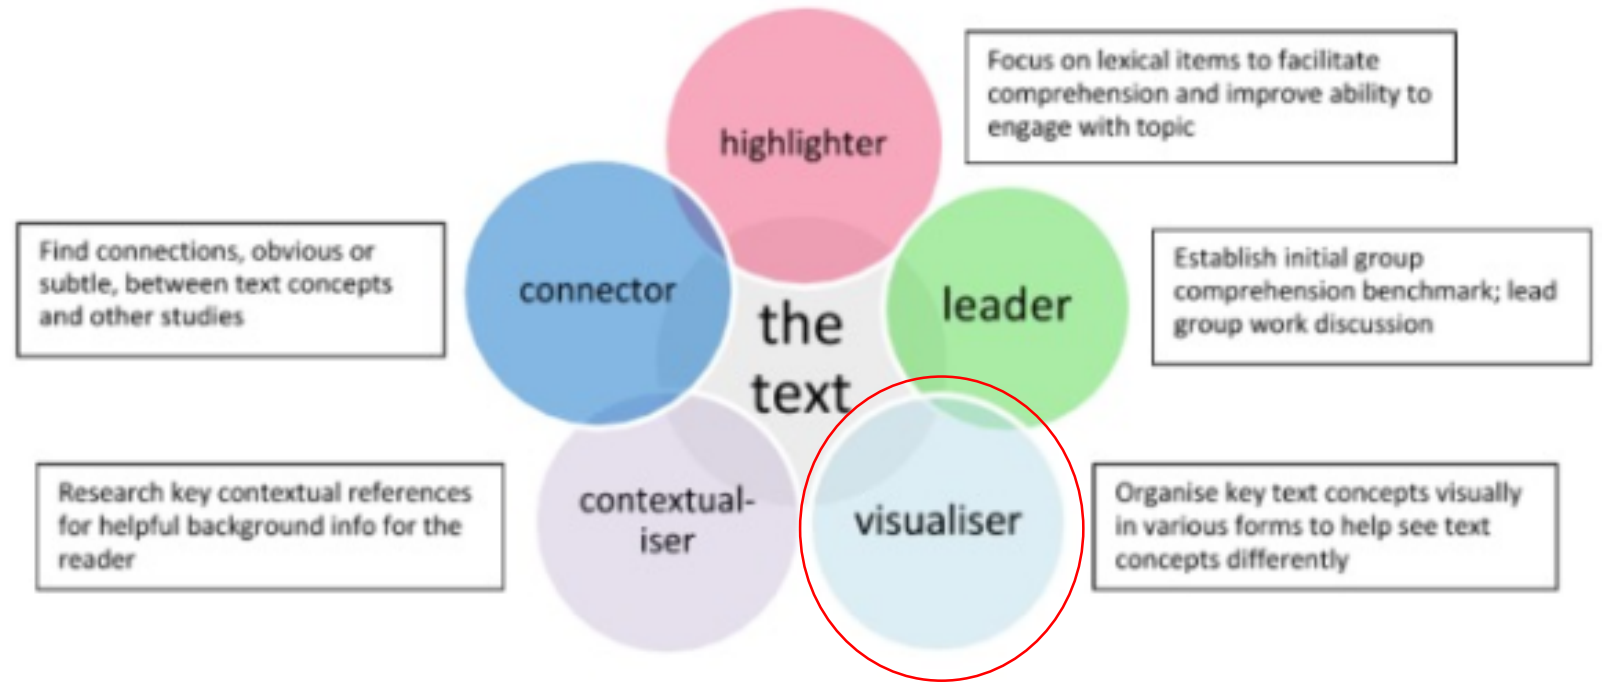 highlighter
Focus on lexical items to facilitate
comprehension and improve ability to
engage with topic
connector
Find connections, obvious or
subtle, between text concepts
and other studies
the
text
leader
Establish initial group
comprehension benchmark; lead
group work discussion
contextual-
iser
Research key contextual references
for helpful background info for the
reader
visualiser
Organise key text concepts visually
in various forms to help see text
concepts differently